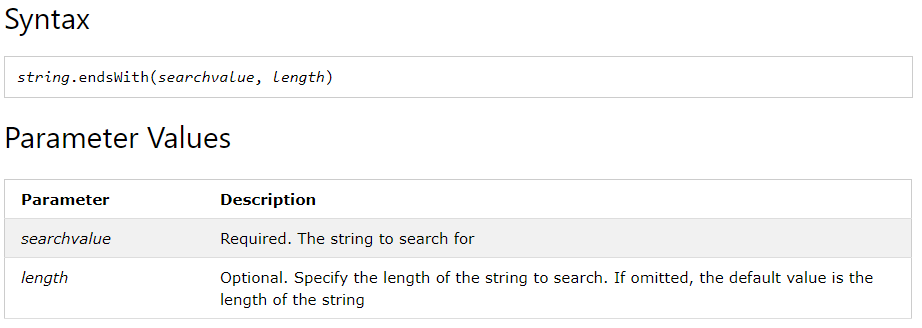 Syntax
string.endsWith(searchvalue, length)
Parameter Values
Parameter Description
searchvalue Required. The string to search for
length Optional. Specify the length of the string to search. If omitted, the default value is the
length of the string